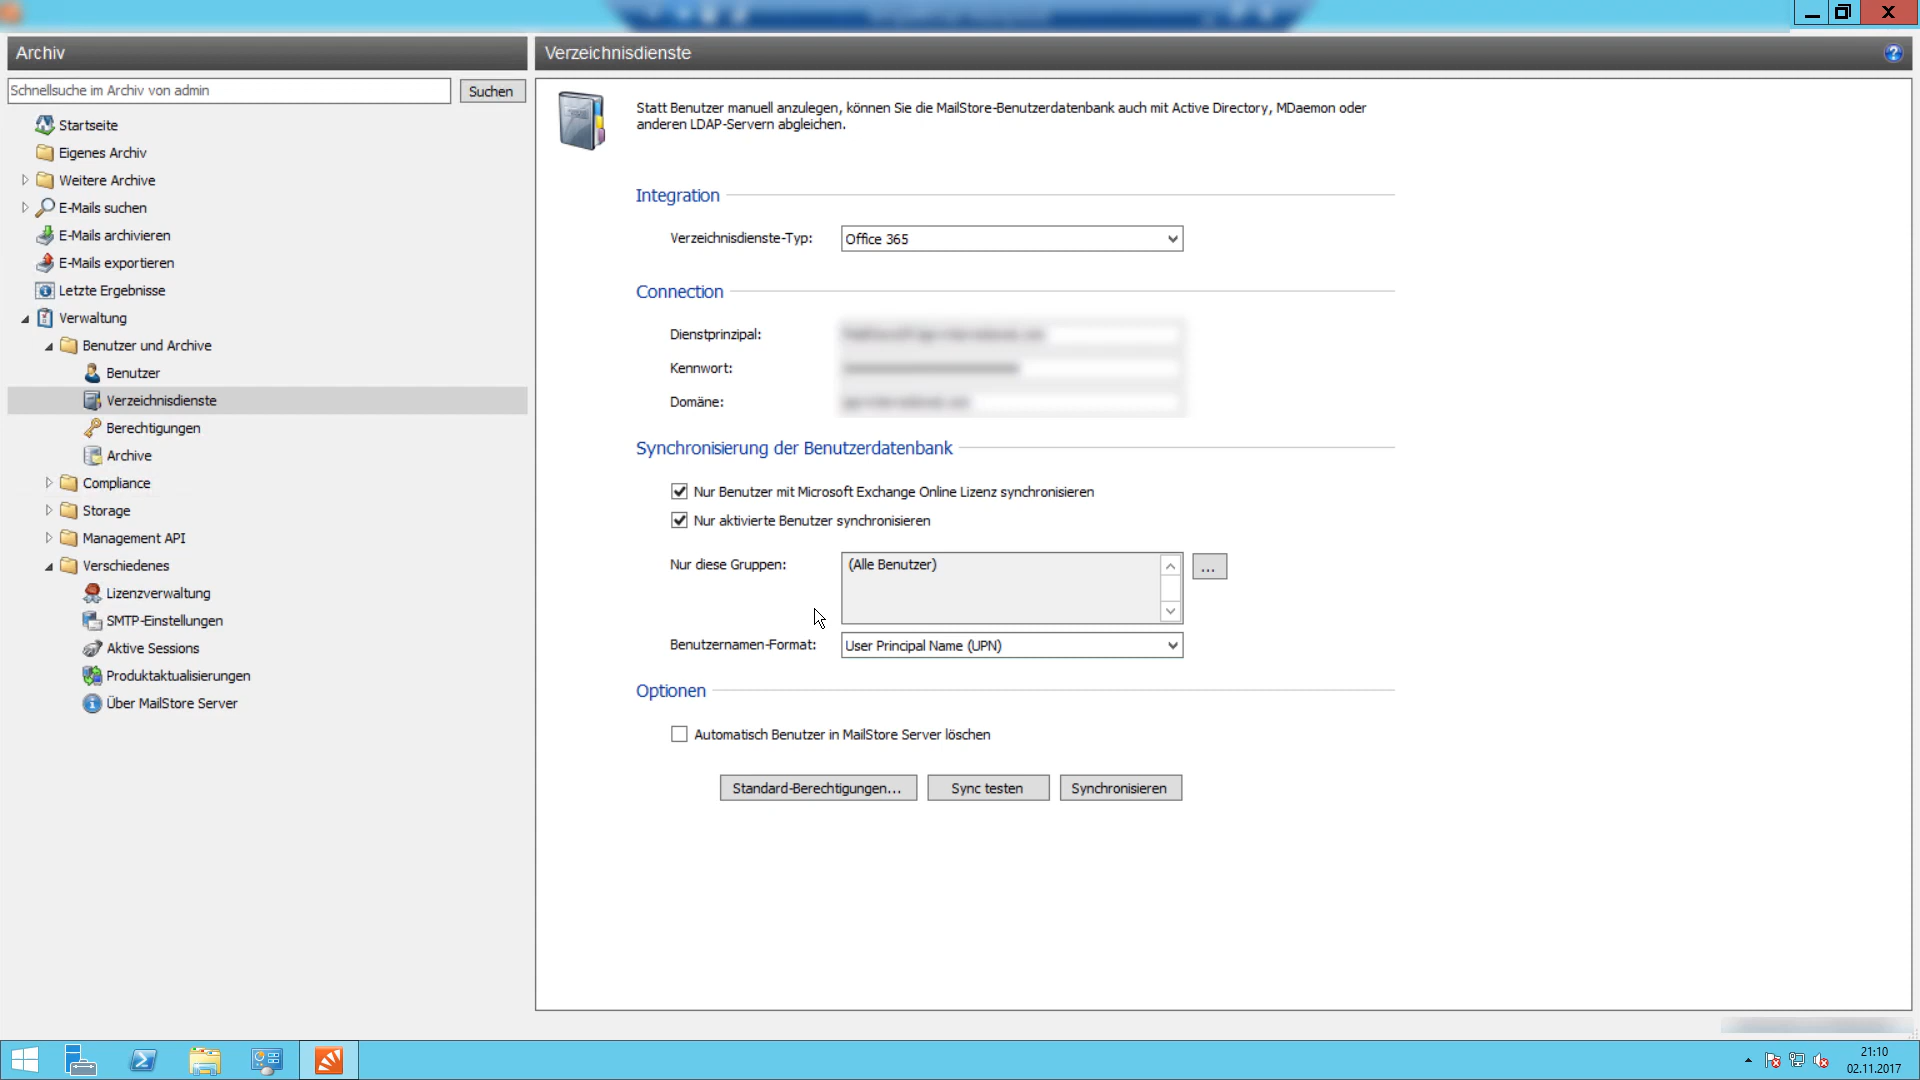 Archiv
Schnellsuche im Archiv von admin
Suchen
Startseite
Eigenes Archiv
Weitere Archive
E-Mails suchen
E-Mails archivieren
E-Mails exportieren
Letzte Ergebnisse
Verwaltung
Benutzer und Archive
Benutzer
Verzeichnisdienste
Berechtigungen
Archive
Compliance
Storage
Management API
Verschiedenes
Lizenzverwaltung
SMTP-Einstellungen
Aktive Sessions
Produktaktualisierungen
Über MailStore Server
Verzeichnisdienste
Statt Benutzer manuell anzulegen, können Sie die MailStore-Benutzerdatenbank auch mit Active Directory, MDaemon oder
anderen LDAP-Servern abgleichen.
Integration
Verzeichnisdienste-Typ: Office 365
Connection
Dienstprinzipal:
Kennwort:
Domäne:
Synchronisierung der Benutzerdatenbank
Nur Benutzer mit Microsoft Exchange Online Lizenz synchronisieren
Nur aktivierte Benutzer synchronisieren
Nur diese Gruppen: (Alle Benutzer) ...
Benutzernamen-Format: User Principal Name (UPN)
Optionen
Automatisch Benutzer in MailStore Server löschen
Standard-Berechtigungen... Sync testen Synchronisieren
21:10
02.11.2017